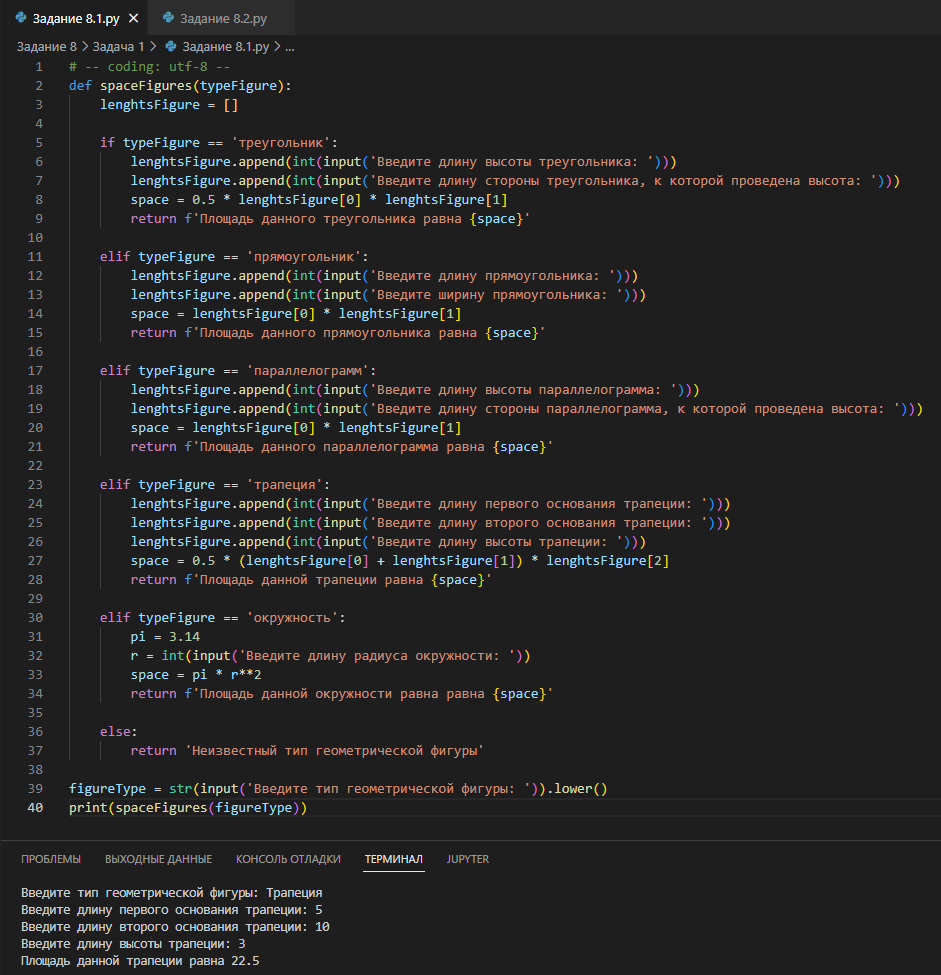 Задание 8.1.py Задание 8.2.py
Задание 8 > Задача 1 > Задание 8.1.py > ...
1 # -- coding: utf-8 --
2 def spaceFigures(typeFigure):
3     lenghtsFigure = []
4
5     if typeFigure == 'треугольник':
6         lenghtsFigure.append(int(input('Введите длину высоты треугольника: ')))
7         lenghtsFigure.append(int(input('Введите длину стороны треугольника, к которой проведена высота: ')))
8         space = 0.5 * lenghtsFigure[0] * lenghtsFigure[1]
9         return f'Площадь данного треугольника равна {space}'
10
11     elif typeFigure == 'прямоугольник':
12         lenghtsFigure.append(int(input('Введите длину прямоугольника: ')))
13         lenghtsFigure.append(int(input('Введите ширину прямоугольника: ')))
14         space = lenghtsFigure[0] * lenghtsFigure[1]
15         return f'Площадь данного прямоугольника равна {space}'
16
17     elif typeFigure == 'параллелограмм':
18         lenghtsFigure.append(int(input('Введите длину высоты параллелограмма: ')))
19         lenghtsFigure.append(int(input('Введите длину стороны параллелограмма, к которой проведена высота: ')))
20         space = lenghtsFigure[0] * lenghtsFigure[1]
21         return f'Площадь данного параллелограмма равна {space}'
22
23     elif typeFigure == 'трапеция':
24         lenghtsFigure.append(int(input('Введите длину первого основания трапеции: ')))
25         lenghtsFigure.append(int(input('Введите длину второго основания трапеции: ')))
26         lenghtsFigure.append(int(input('Введите длину высоты трапеции: ')))
27         space = 0.5 * (lenghtsFigure[0] + lenghtsFigure[1]) * lenghtsFigure[2]
28         return f'Площадь данной трапеции равна {space}'
29
30     elif typeFigure == 'окружность':
31         pi = 3.14
32         r = int(input('Введите длину радиуса окружности: '))
33         space = pi * r**2
34         return f'Площадь данной окружности равна равна {space}'
35
36     else:
37         return 'Неизвестный тип геометрической фигуры'
38
39 figureType = str(input('Введите тип геометрической фигуры: ')).lower()
40 print(spaceFigures(figureType))
ПРОБЛЕМЫ ВЫХОДНЫЕ ДАННЫЕ КОНСОЛЬ ОТЛАДКИ ТЕРМИНАЛ JUPYTER
Введите тип геометрической фигуры: Трапеция
Введите длину первого основания трапеции: 5
Введите длину второго основания трапеции: 10
Введите длину высоты трапеции: 3
Площадь данной трапеции равна 22.5